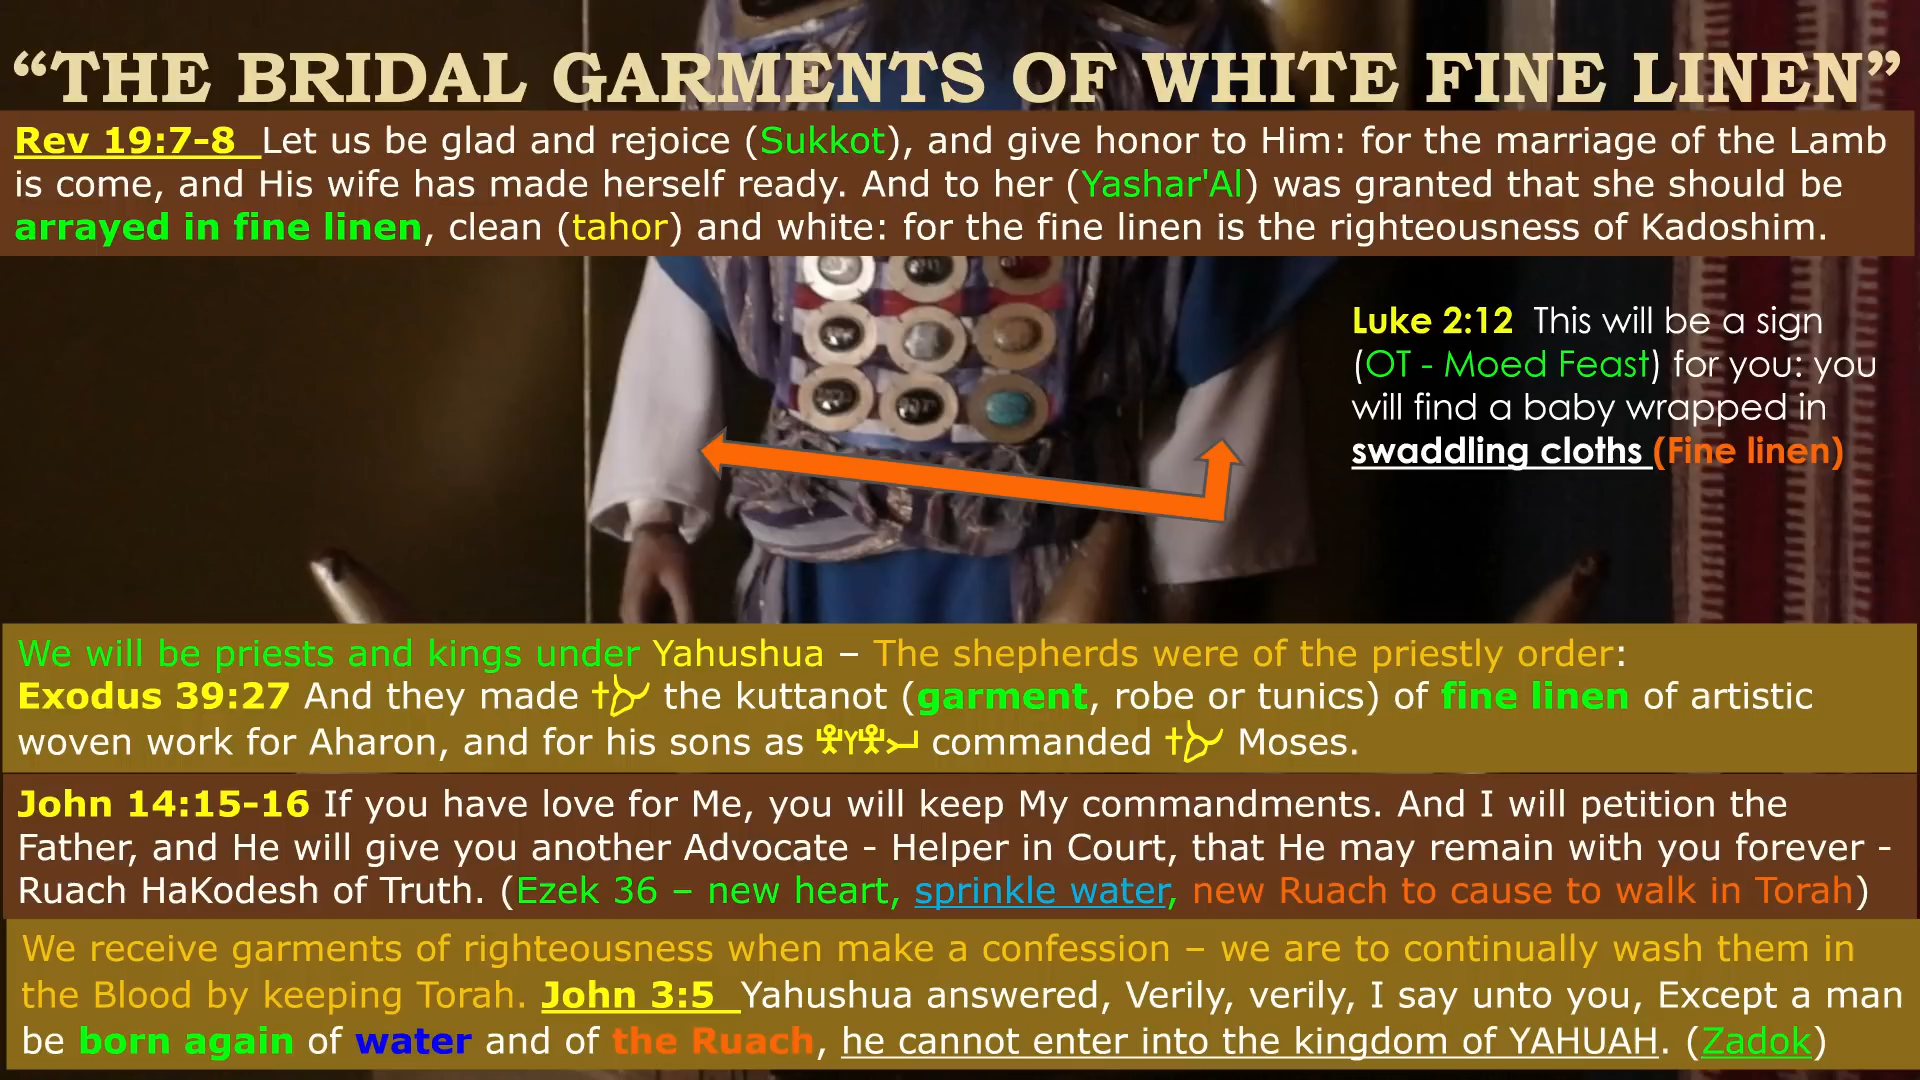 “THE BRIDAL GARMENTS OF WHITE FINE LINEN”
Rev 19:7-8 Let us be glad and rejoice (Sukkot), and give honor to Him: for the marriage of the Lamb
is come, and His wife has made herself ready. And to her (Yashar'Al) was granted that she should be
arrayed in fine linen, clean (tahor) and white: for the fine linen is the righteousness of Kadoshim.
Luke 2:12 This will be a sign
(OT - Moed Feast) for you: you
will find a baby wrapped in
swaddling cloths (Fine linen)
We will be priests and kings under Yahushua – The shepherds were of the priestly order:
Exodus 39:27 And they made 𐤕𐤀 the kuttanot (garment, robe or tunics) of fine linen of artistic
woven work for Aharon, and for his sons as 𐤉𐤄𐤅𐤄 commanded 𐤕𐤀 Moses.
John 14:15-16 If you have love for Me, you will keep My commandments. And I will petition the
Father, and He will give you another Advocate - Helper in Court, that He may remain with you forever -
Ruach HaKodesh of Truth. (Ezek 36 – new heart, sprinkle water, new Ruach to cause to walk in Torah)
We receive garments of righteousness when make a confession – we are to continually wash them in
the Blood by keeping Torah. John 3:5 Yahushua answered, Verily, verily, I say unto you, Except a man
be born again of water and of the Ruach, he cannot enter into the kingdom of YAHUAH. (Zadok)